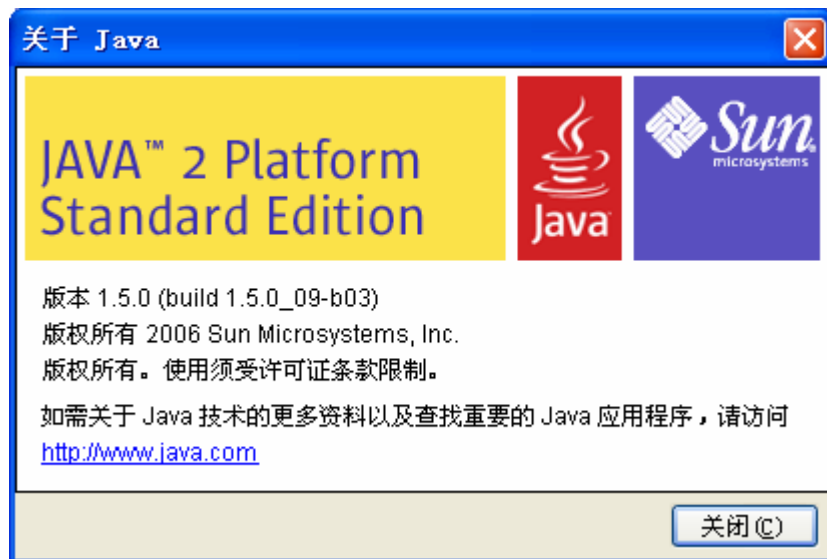 关于 Java
JAVA™ 2 Platform
Standard Edition
Java
Sun
microsystems
版本 1.5.0 (build 1.5.0_09-b03)
版权所有 2006 Sun Microsystems, Inc.
版权所有。使用须受许可证条款限制。
如需关于 Java 技术的更多资料以及查找重要的 Java 应用程序，请访问
http://www.java.com
关闭(C)